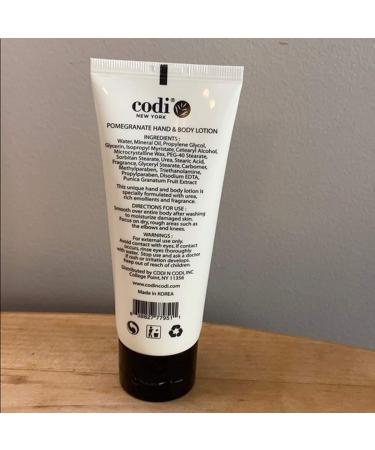 codi®
NEW YORK
POMEGRANATE HAND & BODY LOTION
INGREDIENTS :
Water, Mineral Oil, Propylene Glycol,
Glycerin, Isopropyl Myristate, Cetearyl Alcohol,
Microcrystalline Wax, PEG-40 Stearate,
Sorbitan Stearate, Urea, Stearic Acid,
Fragrance, Glyceryl Stearate, Carbomer,
Methylparaben, Triethanolamine,
Propylparaben, Disodium EDTA,
Punica Granatum Fruit Extract
This unique hand and body lotion is
specially formulated with urea,
rich emollients and fragrance.
DIRECTIONS FOR USE :
Smooth over entire body after washing
to moisturize damaged skin.
Focus on dry, rough areas such as
the elbows and knees.
WARNINGS :
For external use only.
Avoid contact with eyes. If contact
occurs, rinse eyes thoroughly
with water. Stop use and ask a doctor
if rash or irritation develops.
Keep out of reach of children.
Distributed by CODI N CODI, INC
College Point, NY 11356
www.codincodi.com
Made in KOREA